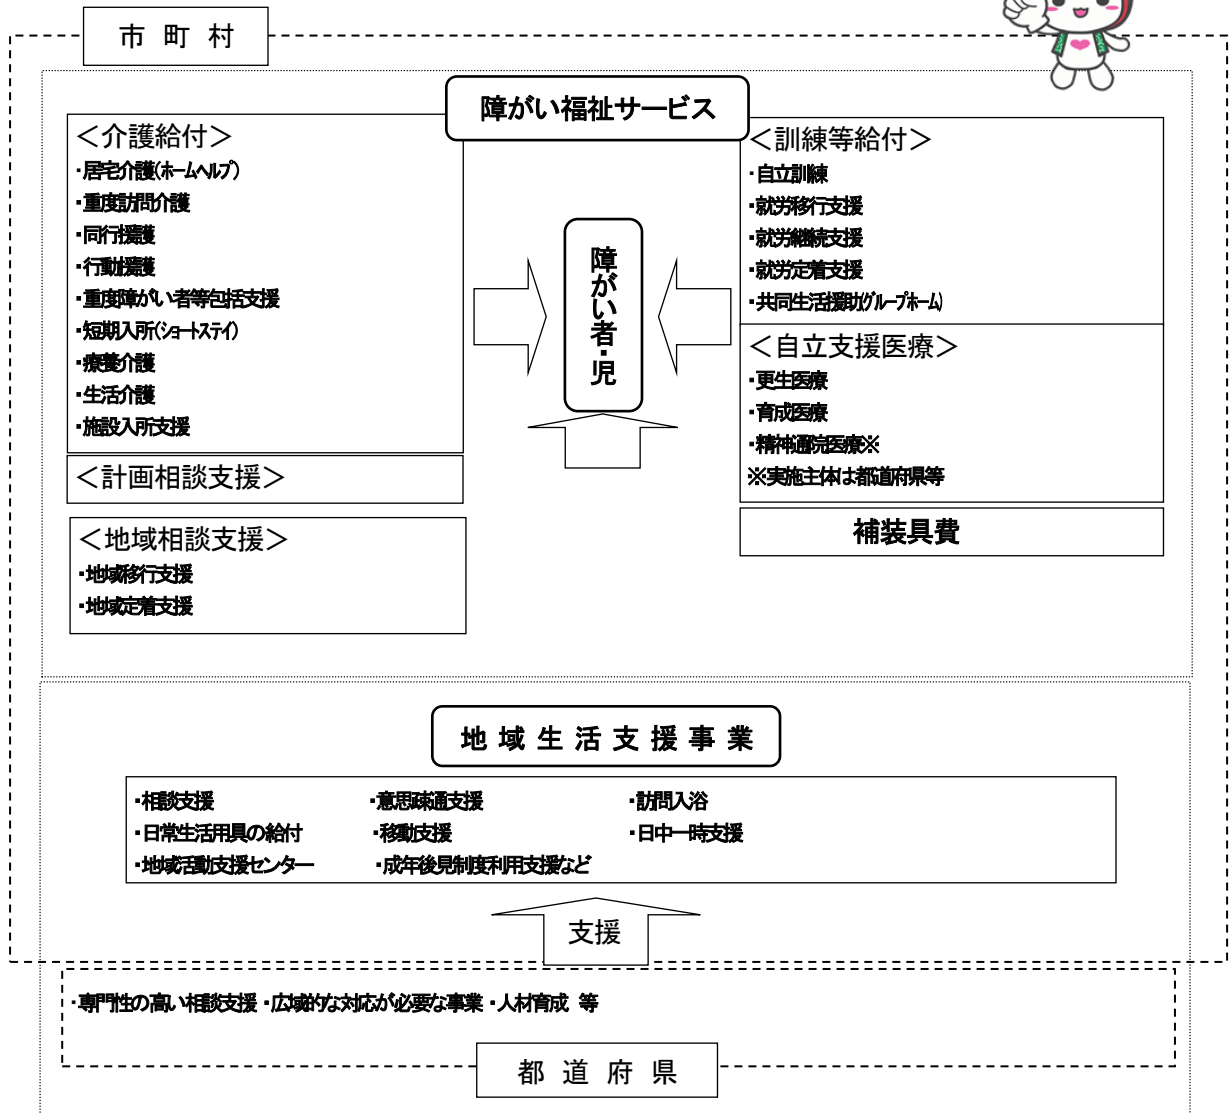 市 町 村
障がい福祉サービス
＜介護給付＞
・居宅介護(ホームヘルプ)
・重度訪問介護
・同行援護
・行動援護
・重度障がい者等包括支援
・短期入所(ショートステイ)
・療養介護
・生活介護
・施設入所支援
＜計画相談支援＞
＜地域相談支援＞
・地域移行支援
・地域定着支援
障がい者・児
＜訓練等給付＞
・自立訓練
・就労移行支援
・就労継続支援
・就労定着支援
・共同生活援助(グループホーム)
＜自立支援医療＞
・更生医療
・育成医療
・精神通院医療※
※実施主体は都道府県等
補装具費
地 域 生 活 支 援 事 業
・相談支援 ・意思疎通支援 ・訪問入浴
・日常生活用具の給付 ・移動支援 ・日中一時支援
・地域活動支援センター ・成年後見制度利用支援など
支援
・専門性の高い相談支援 ・広域的な対応が必要な事業 ・人材育成 等
都 道 府 県